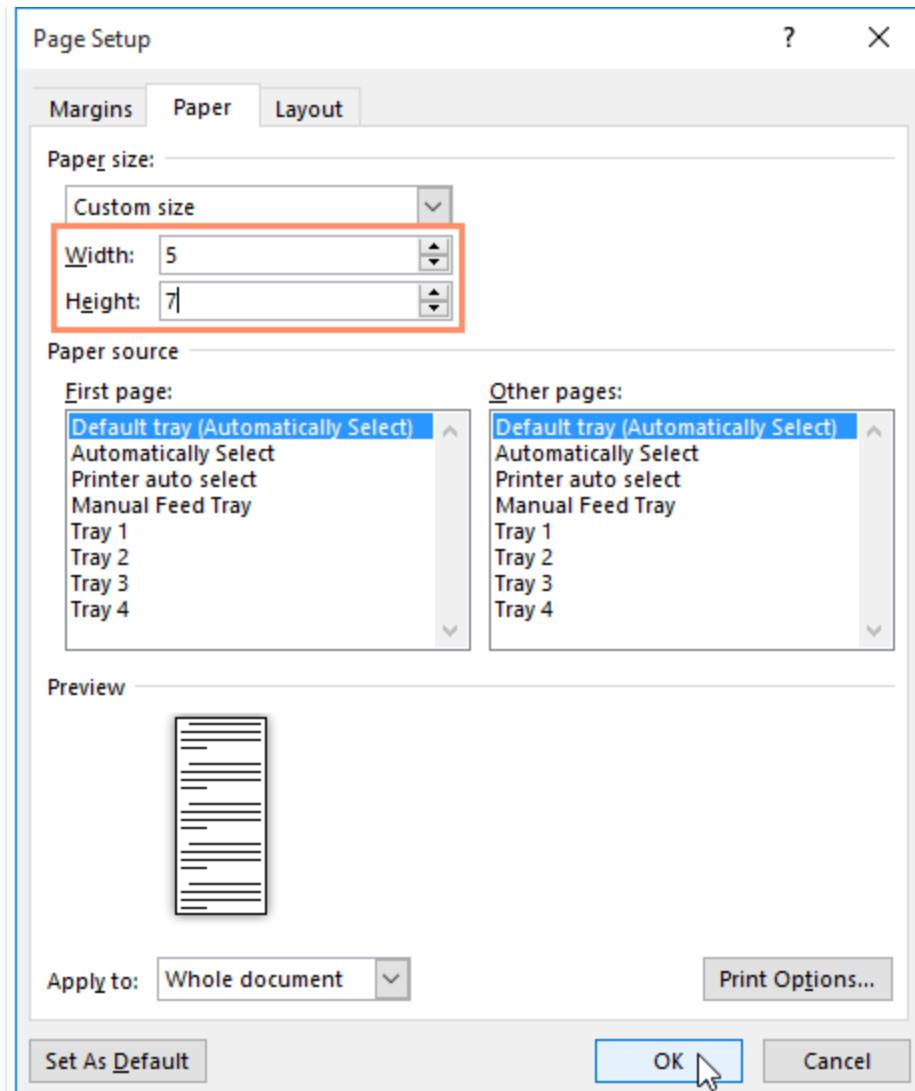 Page Setup ?
Margins Paper Layout
Paper size:
Custom size
Width: 5
Height: 7
Paper source
First page: Other pages:
Default tray (Automatically Select) Default tray (Automatically Select)
Automatically Select Automatically Select
Printer auto select Printer auto select
Manual Feed Tray Manual Feed Tray
Tray 1 Tray 1
Tray 2 Tray 2
Tray 3 Tray 3
Tray 4 Tray 4
Preview
Apply to: Whole document Print Options...
Set As Default OK Cancel